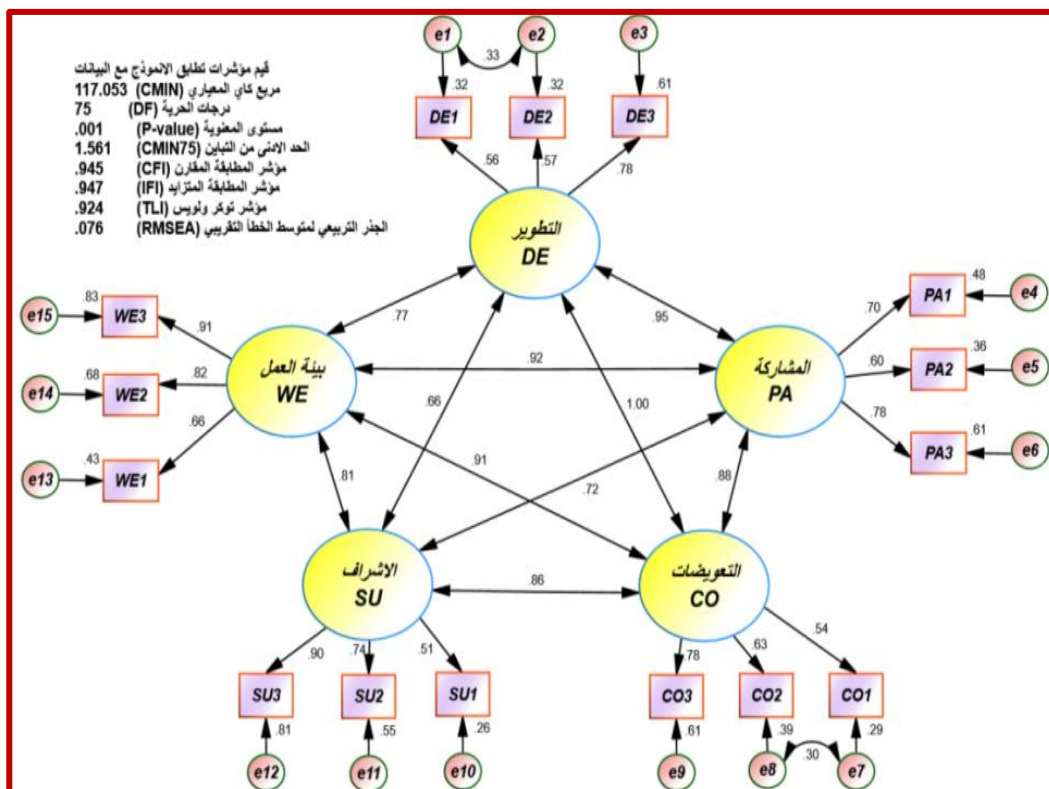 قيم مؤشرات تطابق الانموذج مع البيانات
مربع كاي المعياري (CMIN) 117.053
درجات الحرية (DF) 75
مستوى المعنوية (P-value) .001
الحد الادنى من التباين (CMIN75) 1.561
مؤشر المطابقة المقارن (CFI) .945
مؤشر المطابقة المتزايد (IFI) .947
مؤشر توكر ولويس (TLI) .924
الجذر التربيعي لمتوسط الخطأ التقريبي (RMSEA) .076
e1
e2
e3
.33
.32
.32
.61
DE1
DE2
DE3
.56
.57
.78
التطوير
DE
.77
.95
.83
e15
WE3
.91
.68
e14
WE2
.82
.43
e13
WE1
.66
بيئة العمل
WE
.92
.48
PA1
e4
.70
.36
PA2
e5
.60
.61
PA3
e6
.78
المشاركة
PA
.66
1.00
.81
.91
.72
.88
الاشراف
SU
.86
التعويضات
CO
.90
.74
.51
.78
.63
.54
SU3
SU2
SU1
CO3
CO2
CO1
.81
.55
.26
.61
.39
.29
e12
e11
e10
e9
e8
e7
.30